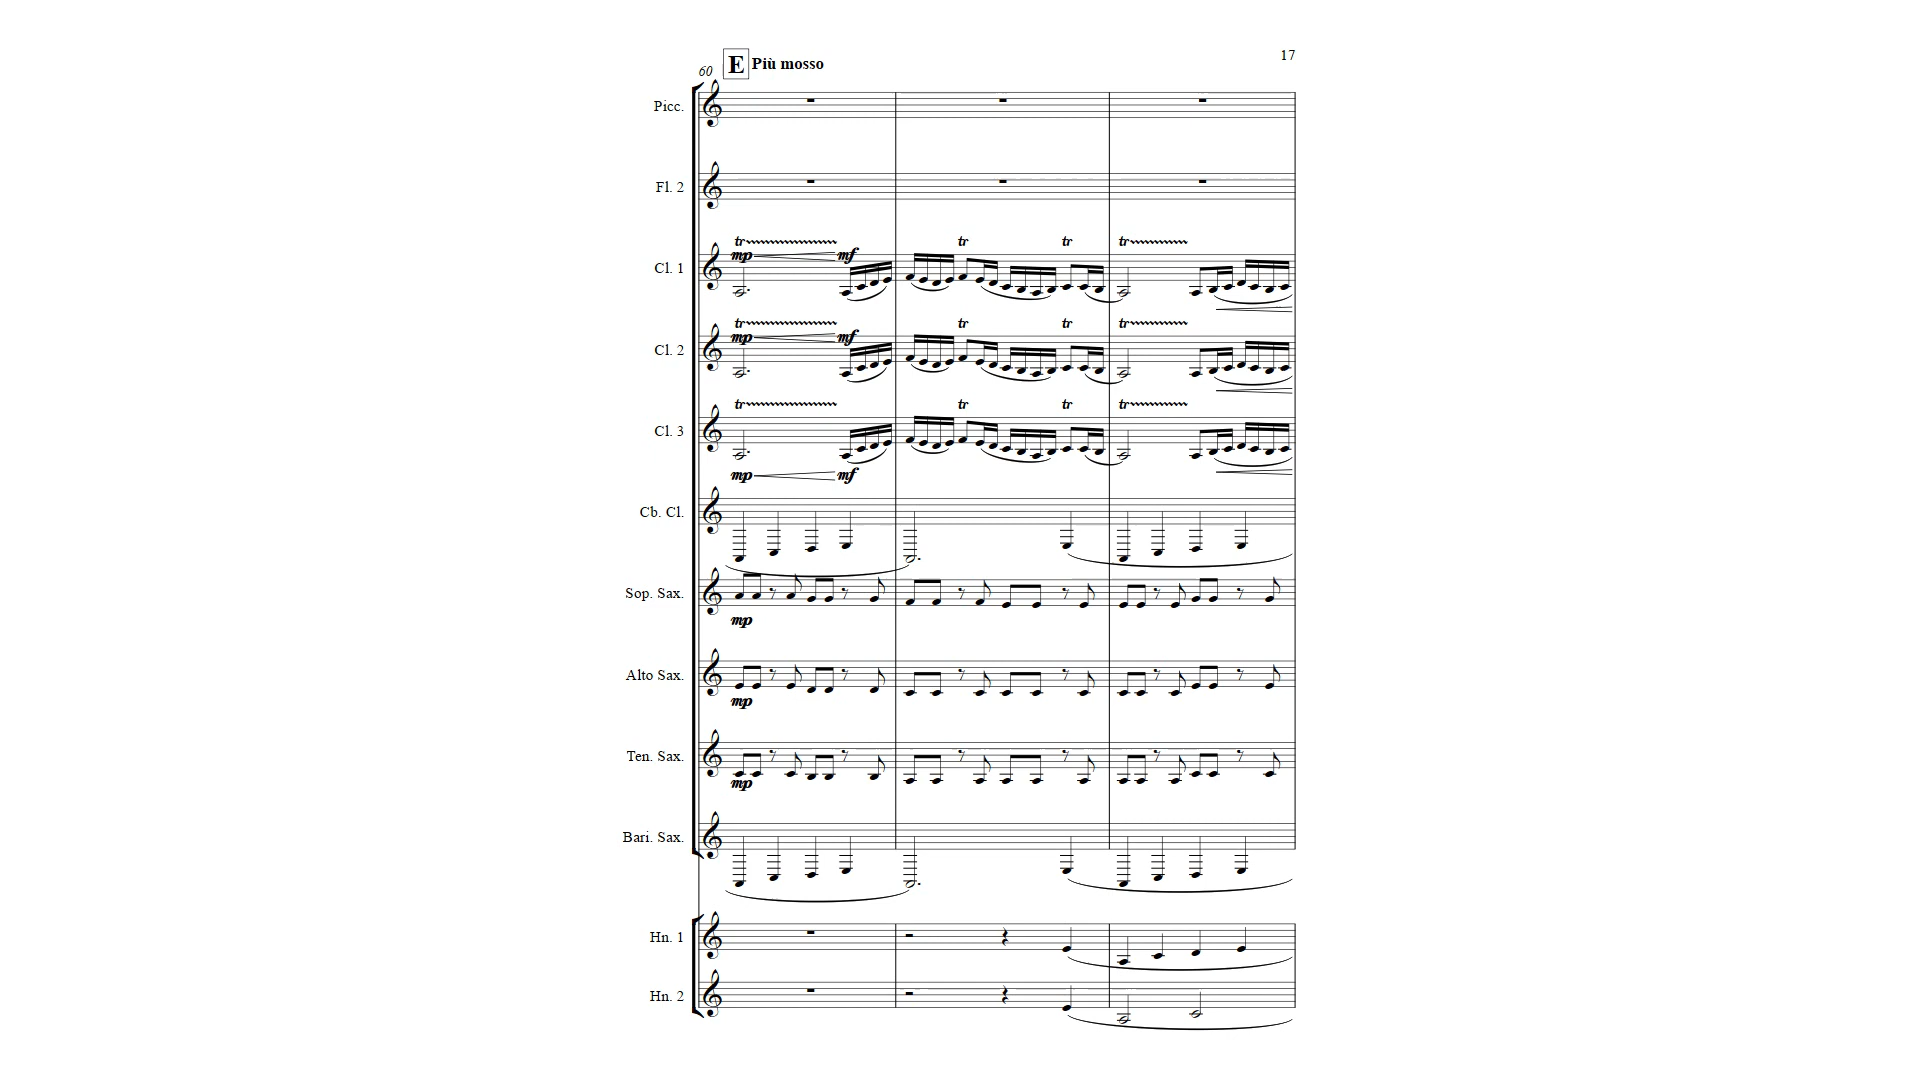 17
60 E Più mosso
Picc.
Fl. 2
tr tr tr tr
mp mf
Cl. 1
tr tr tr tr
mp mf
Cl. 2
tr tr tr tr
Cl. 3
mp mf
Cb. Cl.
Sop. Sax.
mp
Alto Sax.
mp
Ten. Sax.
mp
Bari. Sax.
Hn. 1
Hn. 2